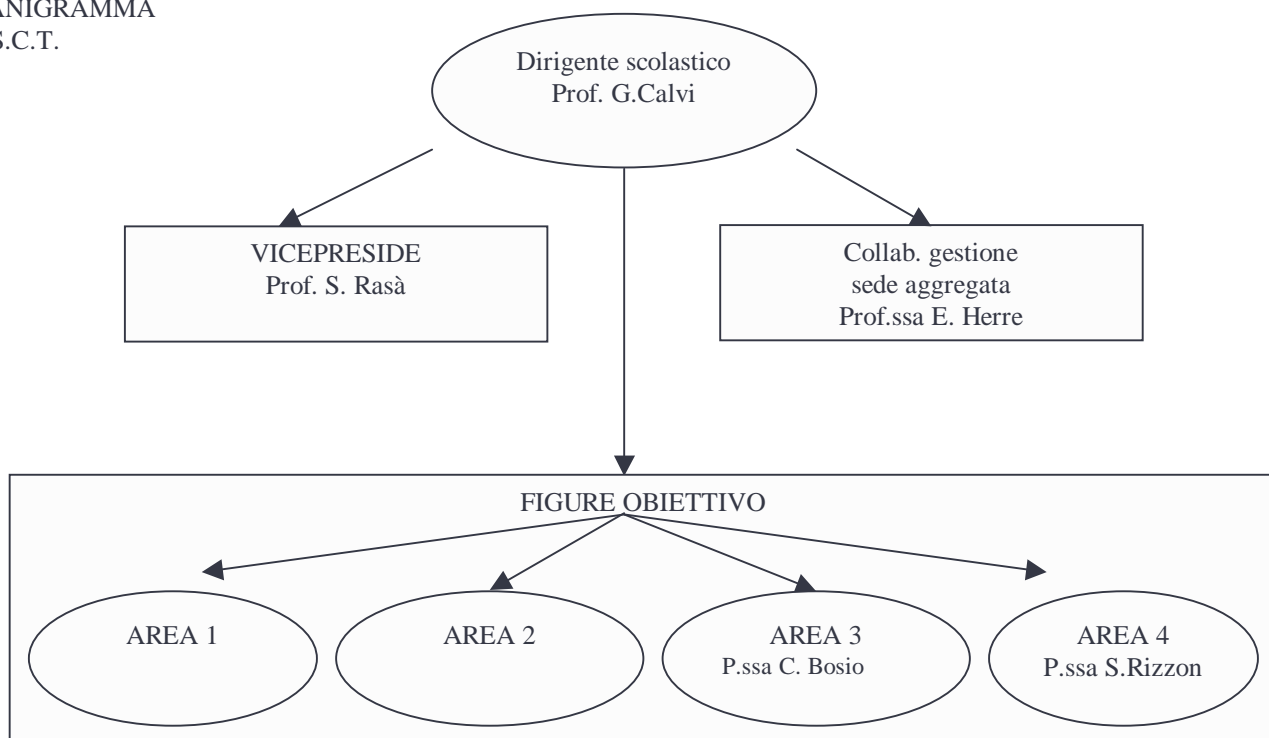 ANIGRAMMA
S.C.T.
Dirigente scolastico
Prof. G.Calvi
VICEPRESIDE
Prof. S. Rasà
Collab. gestione
sede aggregata
Prof.ssa E. Herre
FIGURE OBIETTIVO
AREA 1
AREA 2
AREA 3
P.ssa C. Bosio
AREA 4
P.ssa S.Rizzon